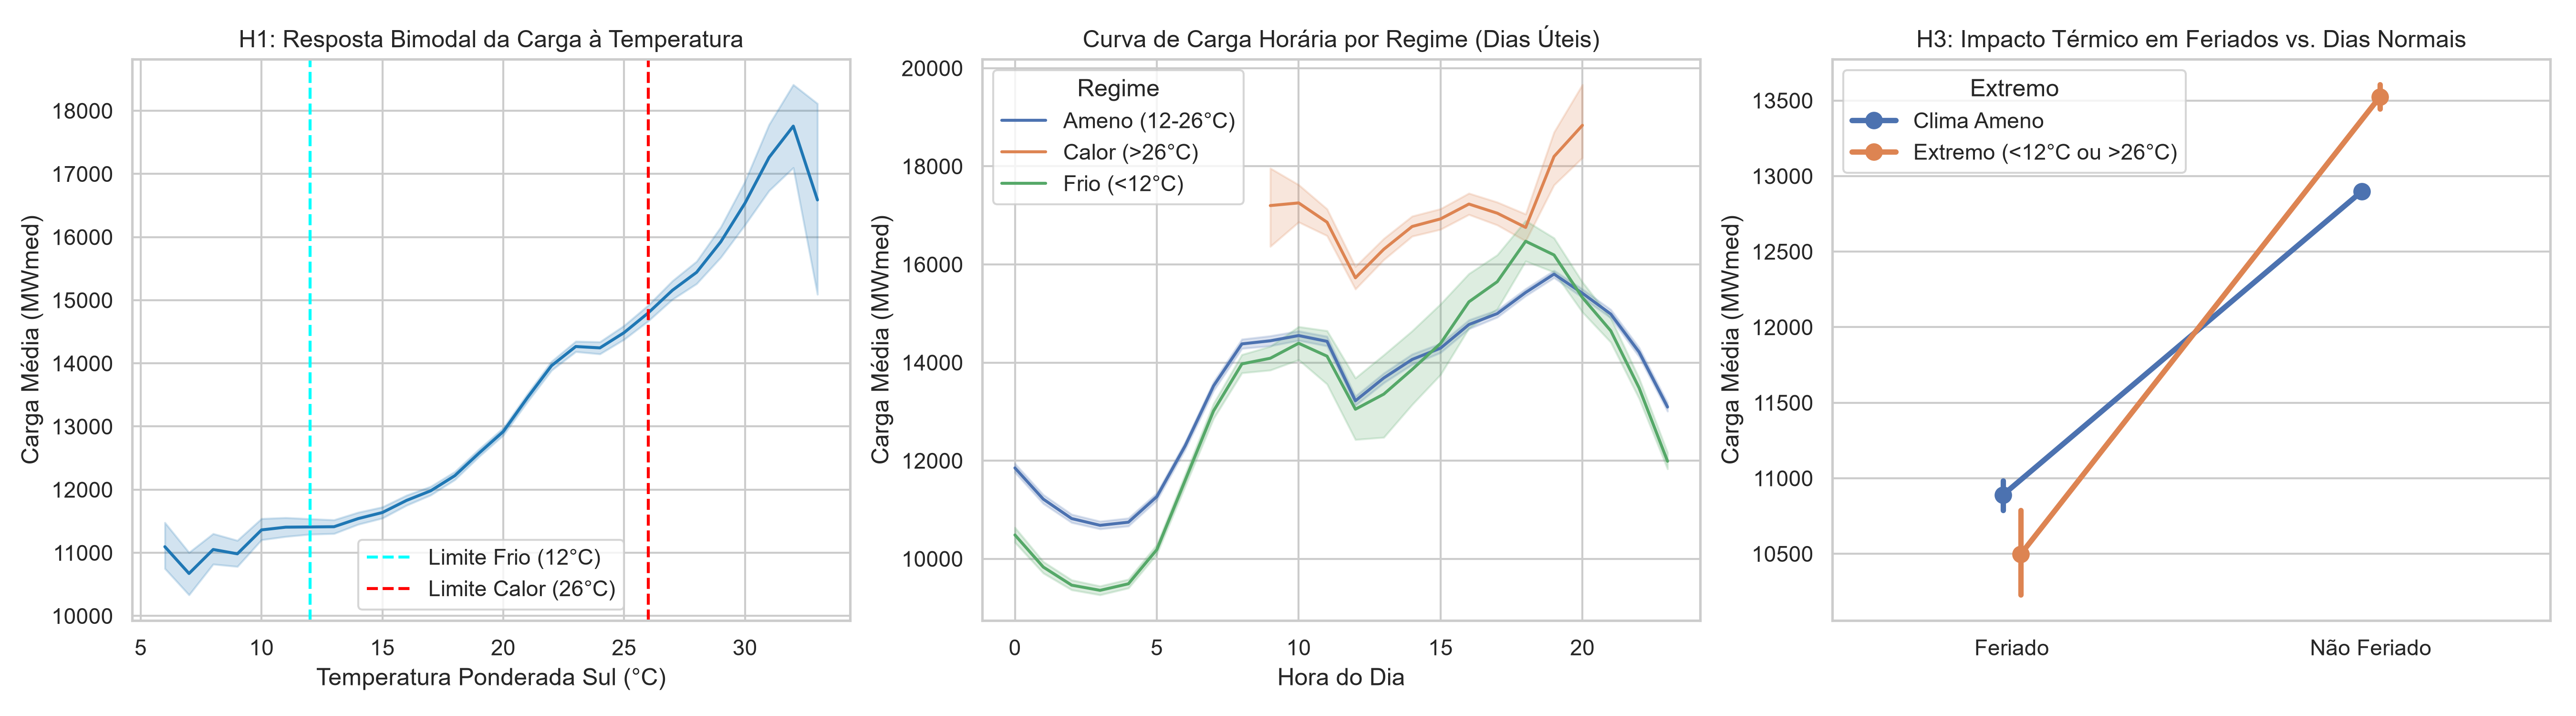 H1: Resposta Bimodal da Carga à Temperatura
Carga Média (MWmed)
18000
17000
16000
15000
14000
13000
12000
11000
10000
Limite Frio (12°C)
Limite Calor (26°C)
5
10
15
20
25
30
Temperatura Ponderada Sul (°C)
Curva de Carga Horária por Regime (Dias Úteis)
Carga Média (MWmed)
20000
18000
16000
14000
12000
10000
Regime
Ameno (12-26°C)
Calor (>26°C)
Frio (<12°C)
0
5
10
15
20
Hora do Dia
H3: Impacto Térmico em Feriados vs. Dias Normais
Carga Média (MWmed)
13500
13000
12500
12000
11500
11000
10500
Extremo
Clima Ameno
Extremo (<12°C ou >26°C)
Feriado
Não Feriado